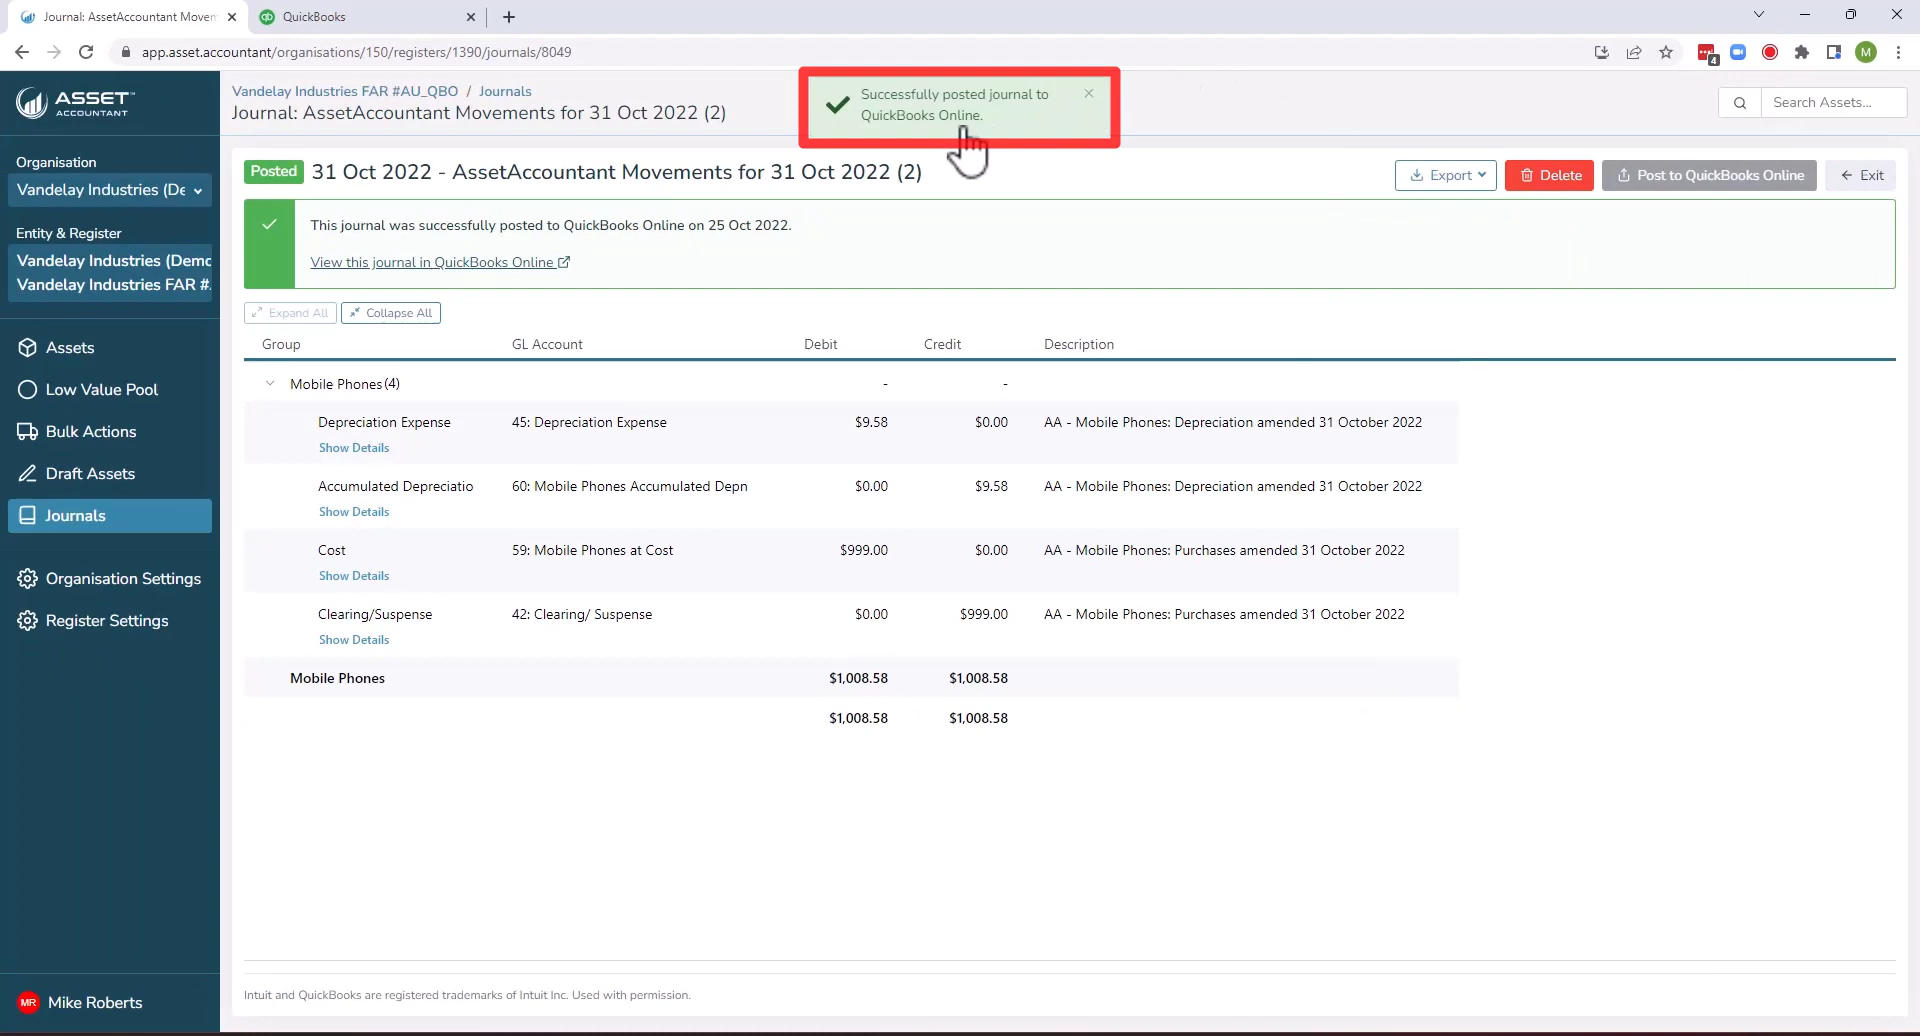 Journal: AssetAccountant Movemen
QuickBooks
app.asset.accountant/organisations/150/registers/1390/journals/8049
4
M
ASSET™
ACCOUNTANT
Vandelay Industries FAR #AU_QBO / Journals
Journal: AssetAccountant Movements for 31 Oct 2022 (2)
Successfully posted journal to
QuickBooks Online.
Search Assets...
Organisation
Vandelay Industries (De
Entity & Register
Vandelay Industries (Demo
Vandelay Industries FAR #
Assets
Low Value Pool
Bulk Actions
Draft Assets
Journals
Organisation Settings
Register Settings
MR Mike Roberts
Posted 31 Oct 2022 - AssetAccountant Movements for 31 Oct 2022 (2)
Export Delete Post to QuickBooks Online Exit
This journal was successfully posted to QuickBooks Online on 25 Oct 2022.
View this journal in QuickBooks Online
Expand All Collapse All
Group GL Account Debit Credit Description
Mobile Phones (4) - -
Depreciation Expense 45: Depreciation Expense $9.58 $0.00 AA - Mobile Phones: Depreciation amended 31 October 2022
Show Details
Accumulated Depreciatio 60: Mobile Phones Accumulated Depn $0.00 $9.58 AA - Mobile Phones: Depreciation amended 31 October 2022
Show Details
Cost 59: Mobile Phones at Cost $999.00 $0.00 AA - Mobile Phones: Purchases amended 31 October 2022
Show Details
Clearing/Suspense 42: Clearing/ Suspense $0.00 $999.00 AA - Mobile Phones: Purchases amended 31 October 2022
Show Details
Mobile Phones $1,008.58 $1,008.58
$1,008.58 $1,008.58
Intuit and QuickBooks are registered trademarks of Intuit Inc. Used with permission.